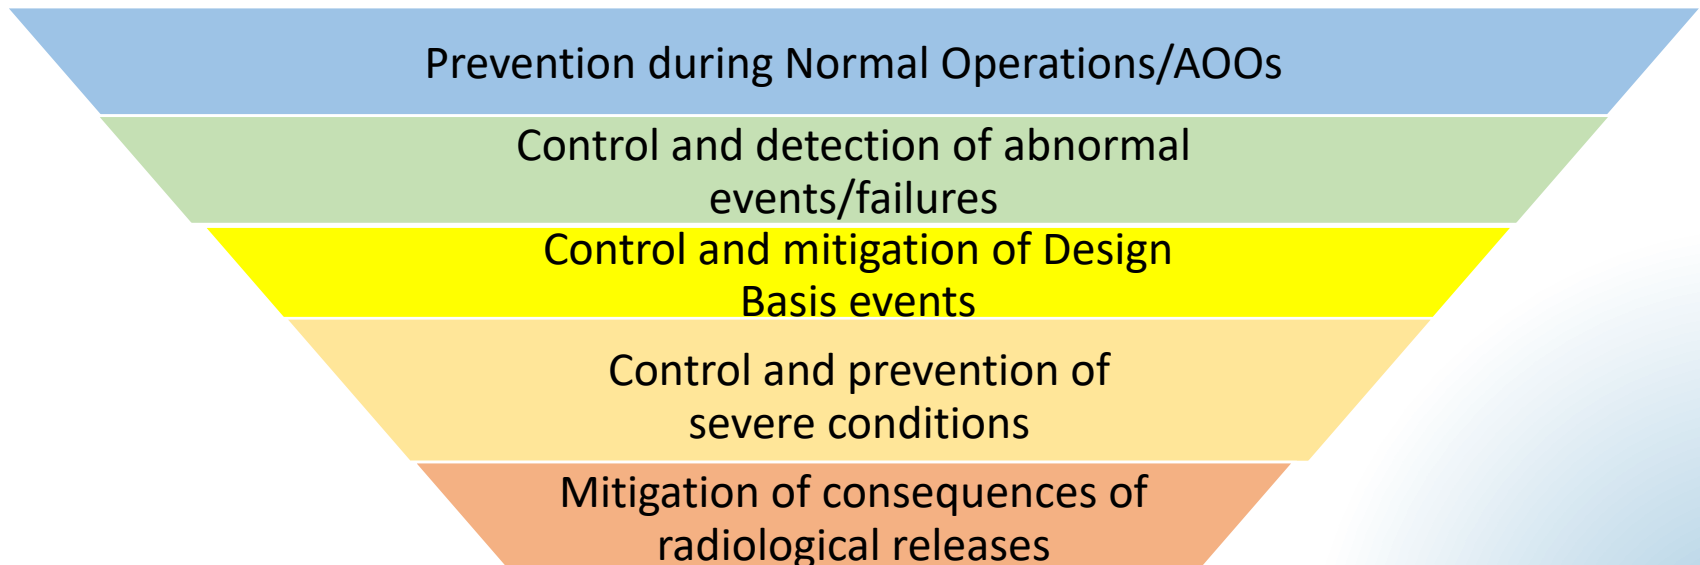 Prevention during Normal Operations/AOOs
Control and detection of abnormal
events/failures
Control and mitigation of Design
Basis events
Control and prevention of
severe conditions
Mitigation of consequences of
radiological releases